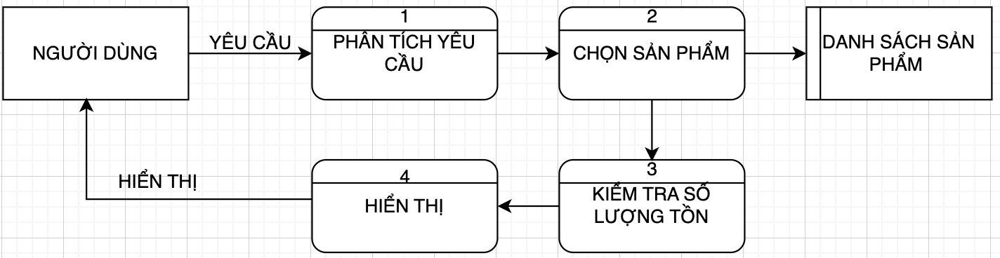 NGƯỜI DÙNG
YÊU CẦU
1
PHÂN TÍCH YÊU
CẦU
2
CHỌN SẢN PHẨM
DANH SÁCH SẢN
PHẨM
3
KIỂM TRA SỐ
LƯỢNG TỒN
4
HIỂN THỊ
HIỂN THỊ